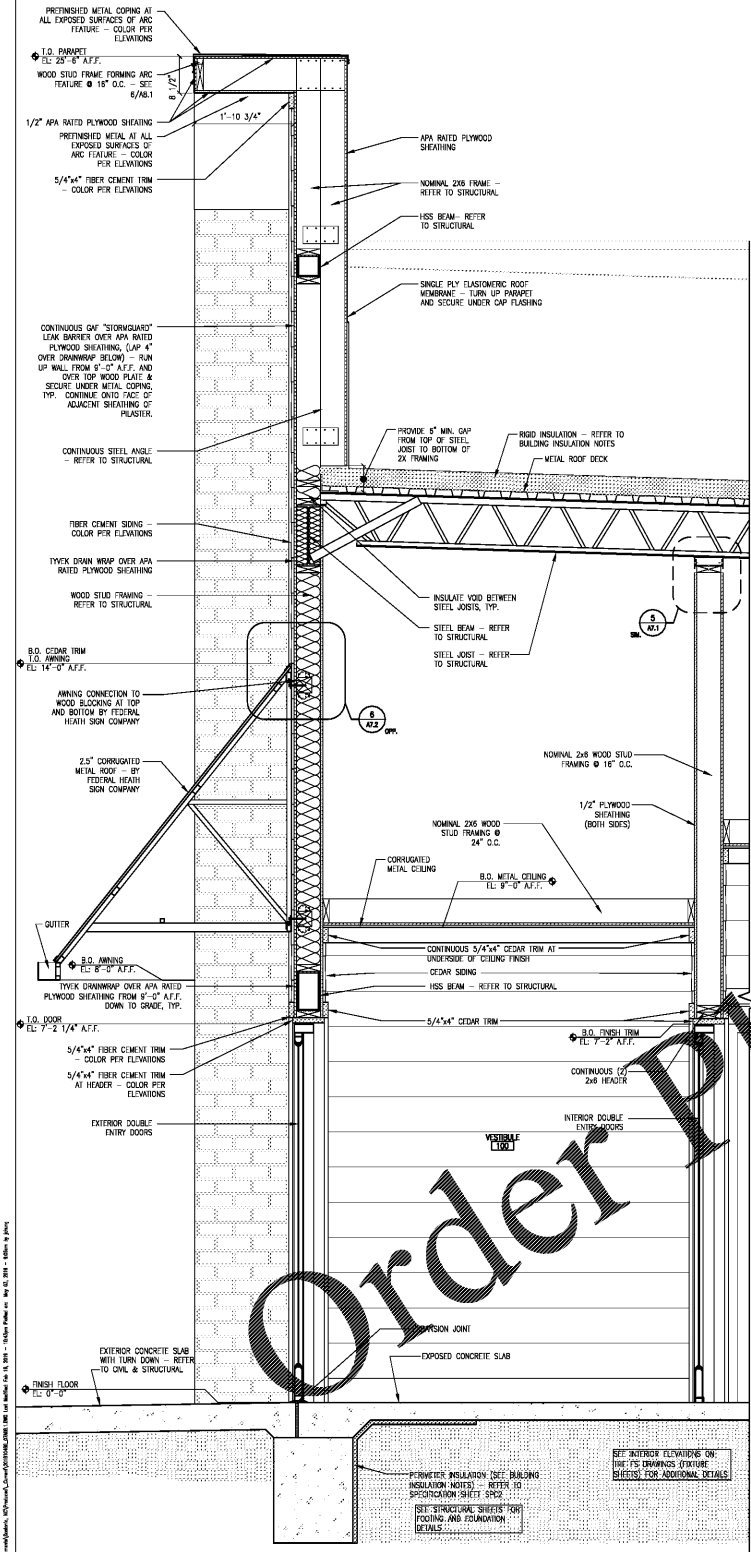 PREFINISHED METAL COPING AT
ALL EXPOSED SURFACES OF ARC
FEATURE - COLOR PER
ELEVATIONS
T.O. PARAPET
EL: 25'-6" A.F.F.
WOOD STUD FRAME FORMING ARC
FEATURE @ 16" O.C. - SEE
6/A8.1
8 1/2"
1/2" APA RATED PLYWOOD SHEATING
1'-10 3/4"
PREFINISHED METAL AT ALL
EXPOSED SURFACES OF
ARC FEATURE - COLOR
PER ELEVATIONS
5/4"x4" FIBER CEMENT TRIM
- COLOR PER ELEVATIONS
APA RATED PLYWOOD
SHEATHING
NOMINAL 2X6 FRAME -
REFER TO STRUCTURAL
HSS BEAM- REFER
TO STRUCTURAL
SINGLE PLY ELASTOMERIC ROOF
MEMBRANE - TURN UP PARAPET
AND SECURE UNDER CAP FLASHING
CONTINUOUS GAF "STORMGUARD"
LEAK BARRIER OVER APA RATED
PLYWOOD SHEATHING, (LAP 4"
OVER DRAINWRAP BELOW) - RUN
UP WALL FROM 9'-0" A.F.F. AND
OVER TOP WOOD PLATE &
SECURE UNDER METAL COPING,
TYP. CONTINUE ONTO FACE OF
ADJACENT SHEATHING OF
PILASTER.
PROVIDE 5" MIN. GAP
FROM TOP OF STEEL
JOIST TO BOTTOM OF
2X FRAMING
RIGID INSULATION - REFER TO
BUILDING INSULATION NOTES
METAL ROOF DECK
CONTINUOUS STEEL ANGLE
- REFER TO STRUCTURAL
FIBER CEMENT SIDING -
COLOR PER ELEVATIONS
TYVEK DRAIN WRAP OVER APA
RATED PLYWOOD SHEATHING
WOOD STUD FRAMING -
REFER TO STRUCTURAL
INSULATE VOID BETWEEN
STEEL JOISTS, TYP.
STEEL BEAM - REFER
TO STRUCTURAL
STEEL JOIST - REFER
TO STRUCTURAL
5
A7.1
SIM.
B.O. CEDAR TRIM
T.O. AWNING
EL: 14'-0" A.F.F.
AWNING CONNECTION TO
WOOD BLOCKING AT TOP
AND BOTTOM BY FEDERAL
HEATH SIGN COMPANY
6
A7.2
OPP.
2.5" CORRUGATED
METAL ROOF - BY
FEDERAL HEATH
SIGN COMPANY
NOMINAL 2x6 WOOD STUD
FRAMING @ 16" O.C.
1/2" PLYWOOD
SHEATHING
(BOTH SIDES)
NOMINAL 2X6 WOOD
STUD FRAMING @
24" O.C.
CORRUGATED
METAL CEILING
B.O. METAL CEILING
EL: 9'-0" A.F.F.
GUTTER
B.O. AWNING
EL: 8'-0" A.F.F.
CONTINUOUS 5/4"x4" CEDAR TRIM AT
UNDERSIDE OF CEILING FINISH
CEDAR SIDING
HSS BEAM - REFER TO STRUCTURAL
TYVEK DRAINWRAP OVER APA RATED
PLYWOOD SHEATHING FROM 9'-0" A.F.F.
DOWN TO GRADE, TYP.
T.O. DOOR
EL: 7'-2 1/4" A.F.F.
5/4"x4" CEDAR TRIM
B.O. FINISH TRIM
EL: 7'-2" A.F.F.
5/4"x4" FIBER CEMENT TRIM
- COLOR PER ELEVATIONS
5/4"x4" FIBER CEMENT TRIM
AT HEADER - COLOR PER
ELEVATIONS
CONTINUOUS (2)
2x6 HEADER
EXTERIOR DOUBLE
ENTRY DOORS
INTERIOR DOUBLE
ENTRY DOORS
VESTIBULE
100
Order
EXPANSION JOINT
EXTERIOR CONCRETE SLAB
WITH TURN DOWN - REFER
TO CIVIL & STRUCTURAL
EXPOSED CONCRETE SLAB
FINISH FLOOR
EL: 0'-0"
PERIMETER INSULATION (SEE BUILDING
INSULATION NOTES) - REFER TO
SPECIFICATION SHEET SPC2
SEE STRUCTURAL SHEETS FOR
FOOTING AND FOUNDATION
DETAILS
SEE INTERIOR ELEVATIONS ON
THE FS DRAWINGS (FIXTURE
SHEETS) FOR ADDITIONAL DETAILS